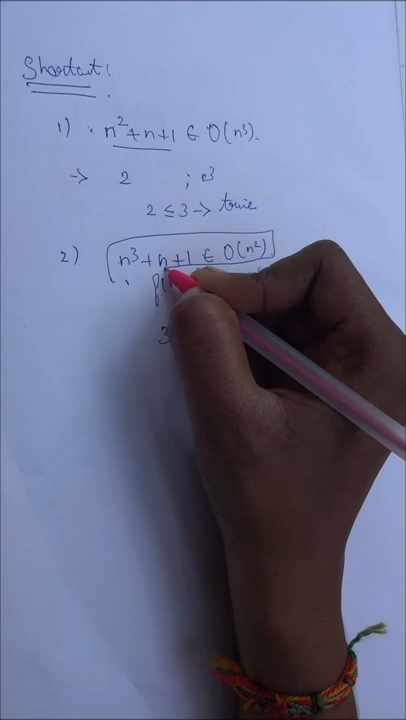 Shortcut!
1) n²+n+1 ∈ O(n³).
→ 2 ; 3
2 ≤ 3 → true
2) n³+n+1 ∈ O(n²)
3